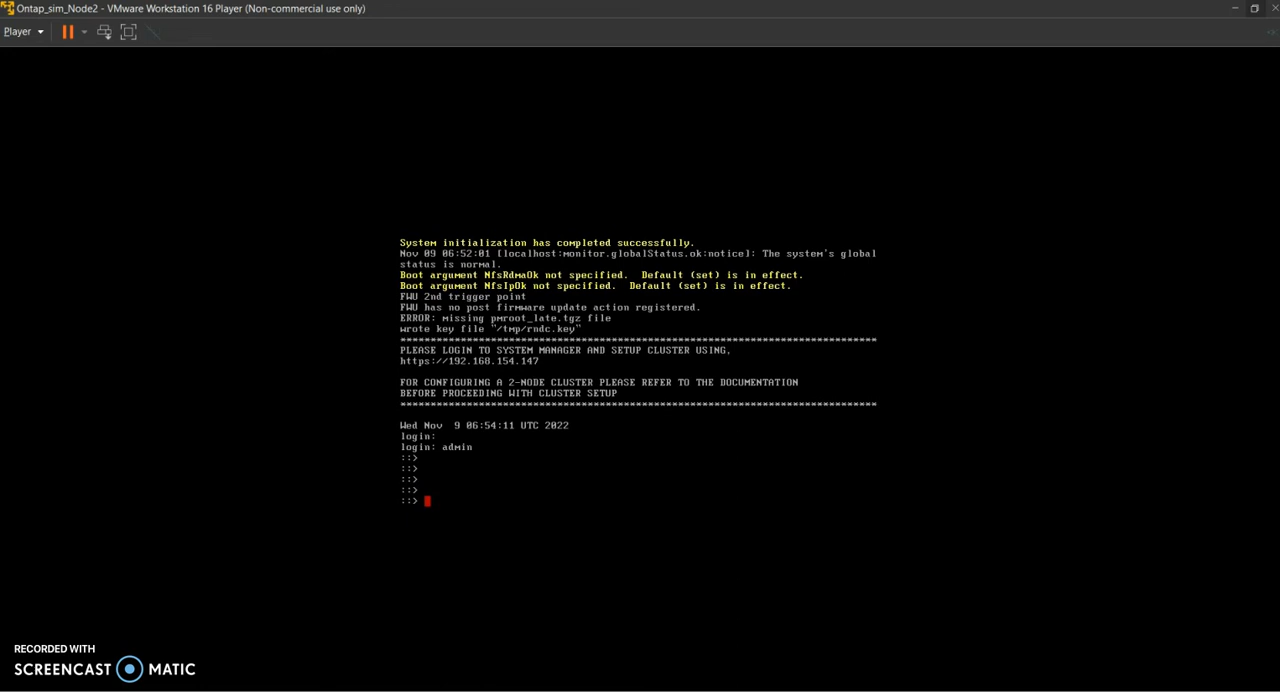 Ontap_sim_Node2 - VMware Workstation 16 Player (Non-commercial use only)
Player
System initialization has completed successfully.
Nov 09 06:52:01 [localhost:monitor.globalStatus.ok:notice]: The system's global
status is normal.
Boot argument NfsRdmaOk not specified.  Default (set) is in effect.
Boot argument NfsIpOk not specified.  Default (set) is in effect.
FWU 2nd trigger point
FWU has no post firmware update action registered.
ERROR: missing pmroot_late.tgz file
wrote key file "/tmp/rndc.key"
*******************************************************************************
PLEASE LOGIN TO SYSTEM MANAGER AND SETUP CLUSTER USING,
https://192.168.154.147
FOR CONFIGURING A 2-NODE CLUSTER PLEASE REFER TO THE DOCUMENTATION
BEFORE PROCEEDING WITH CLUSTER SETUP
*******************************************************************************
Wed Nov  9 06:54:11 UTC 2022
login:
login: admin
::>
::>
::>
::>
::>
RECORDED WITH
SCREENCAST MATIC